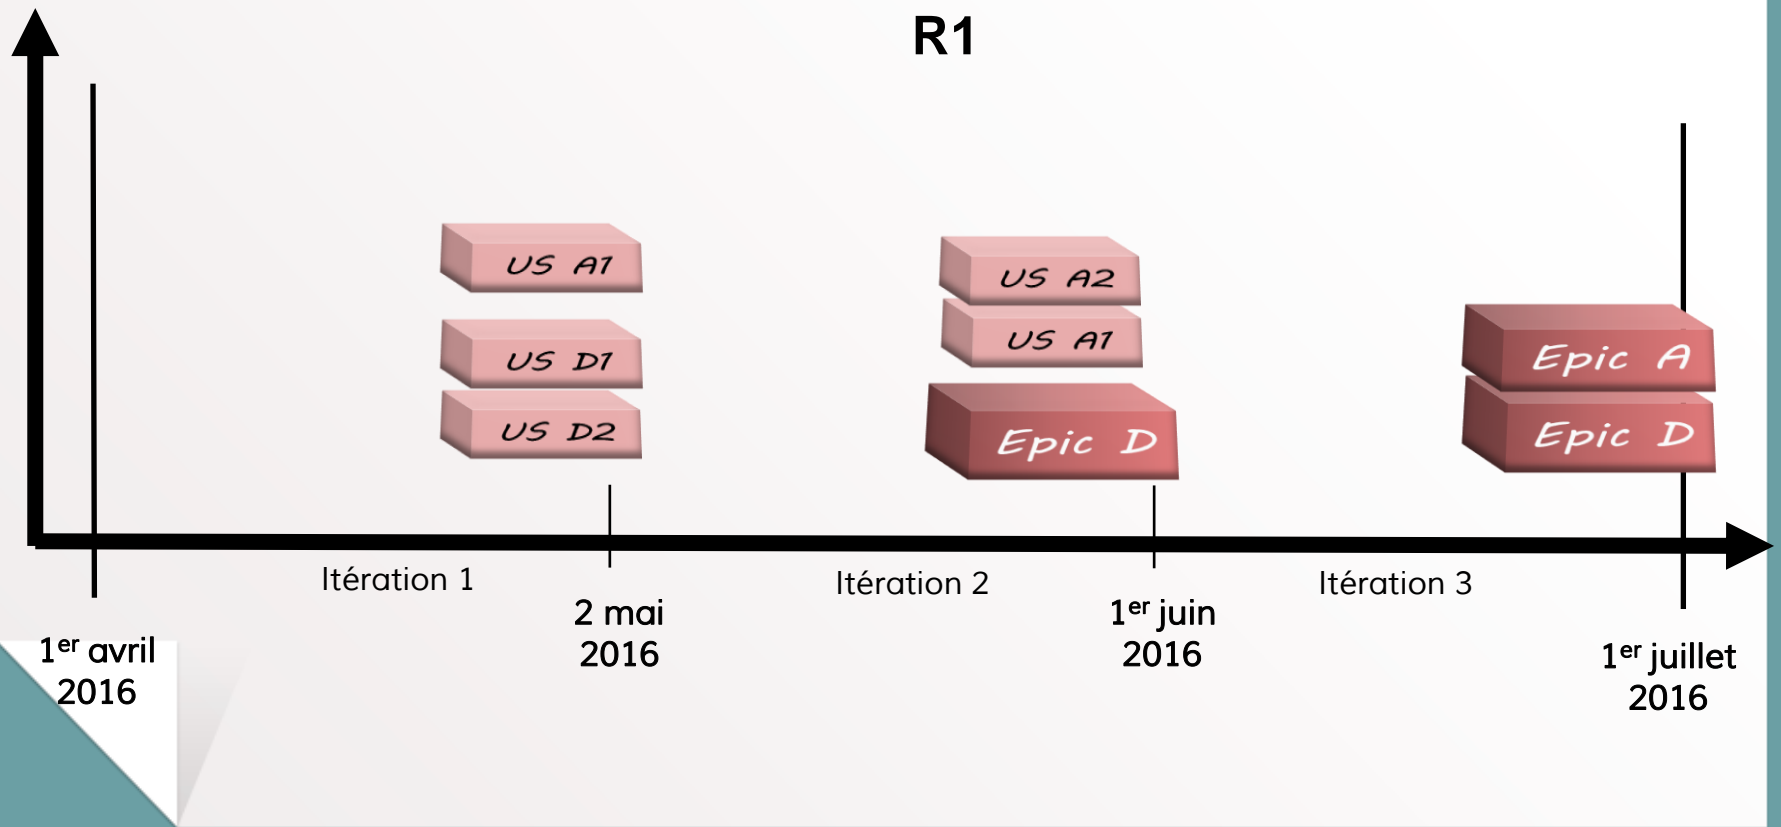 R1
US A1
US D1
US D2
US A2
US A1
Epic D
Epic A
Epic D
Itération 1
Itération 2
Itération 3
1er avril
2016
2 mai
2016
1er juin
2016
1er juillet
2016